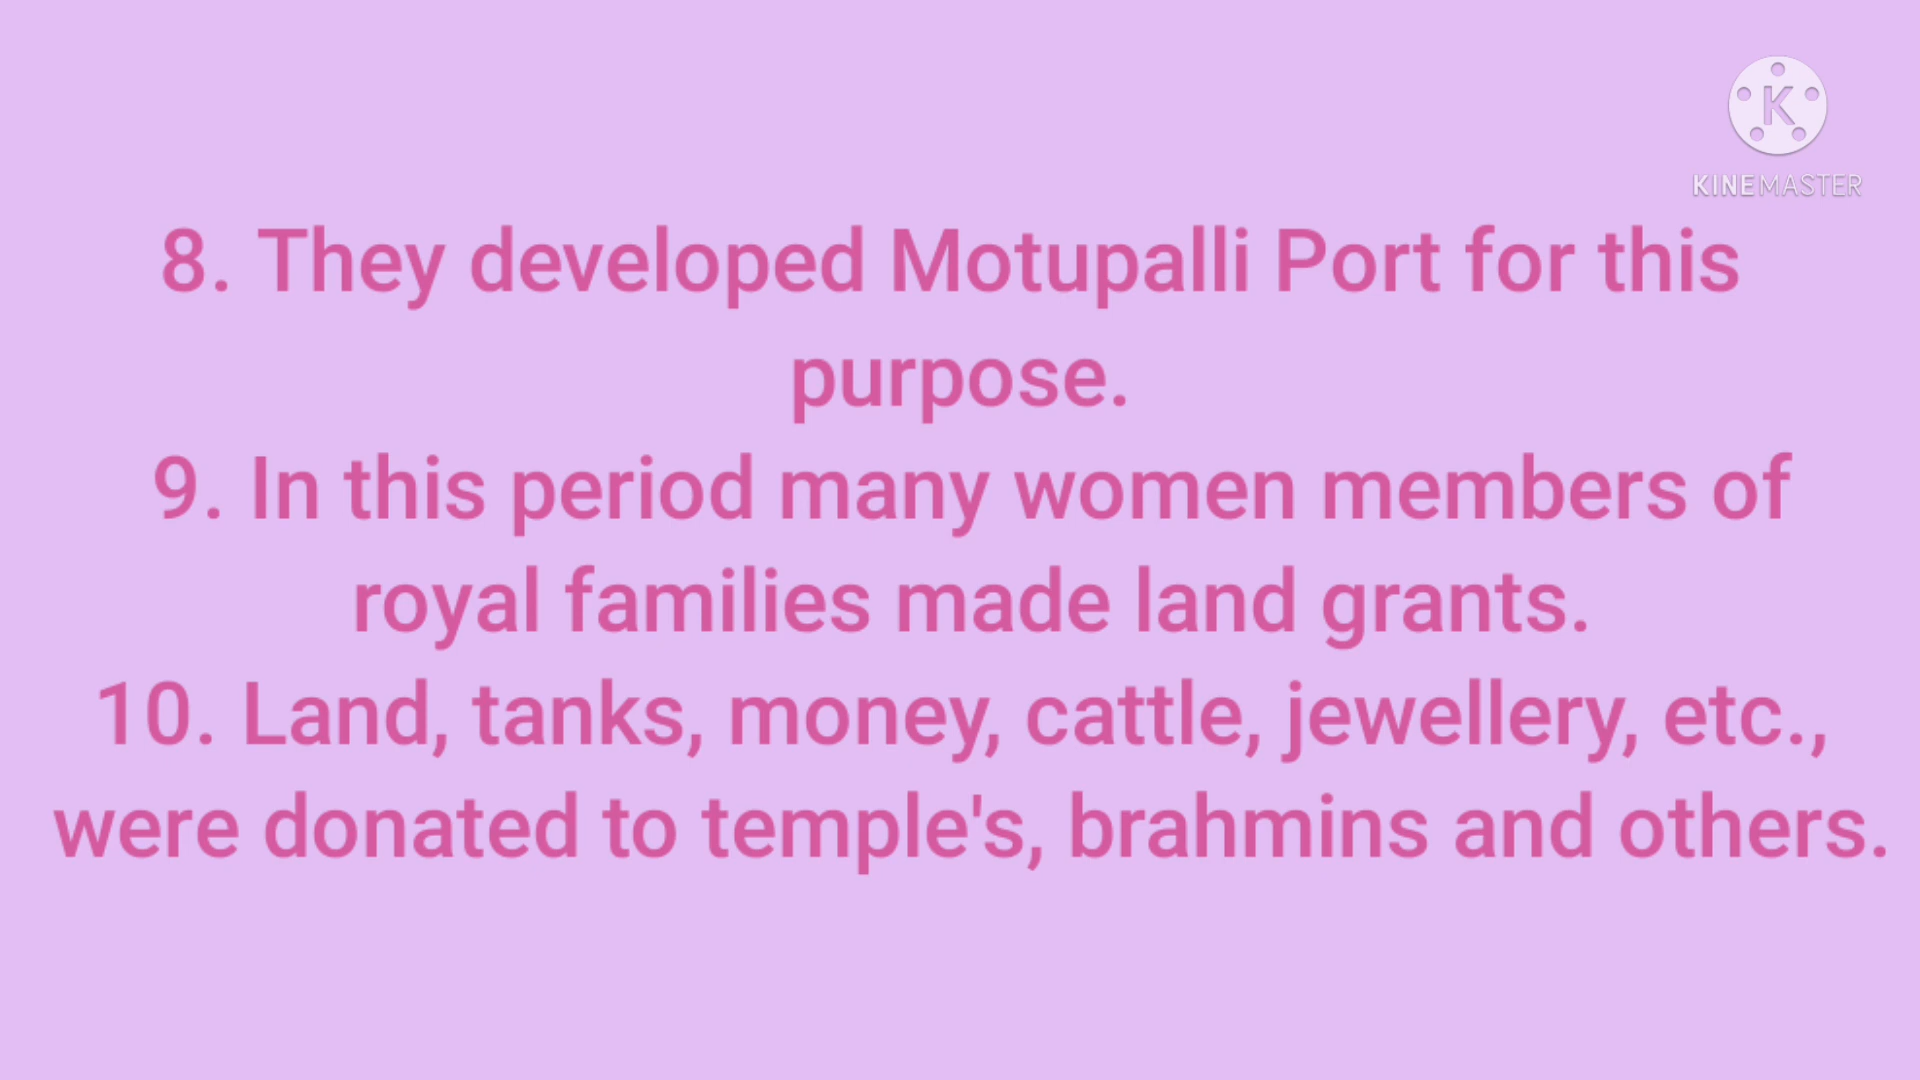 K
KINEMASTER
8. They developed Motupalli Port for this
purpose.
9. In this period many women members of
royal families made land grants.
10. Land, tanks, money, cattle, jewellery, etc.,
were donated to temple's, brahmins and others.